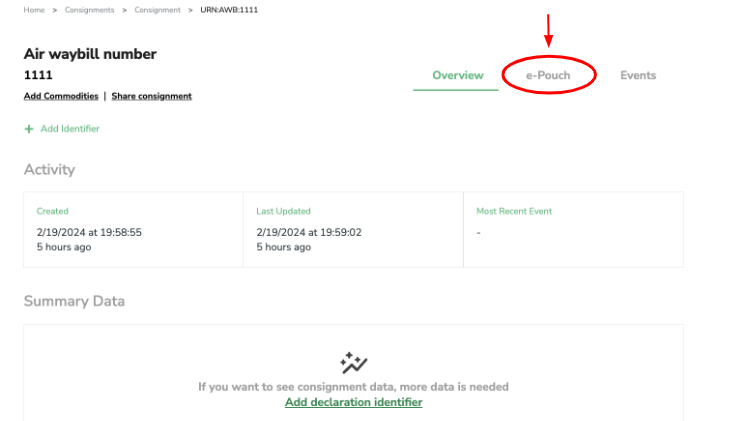 Home > Consignments > Consignment > URN:AWB:1111
Air waybill number
1111
Overview e-Pouch Events
Add Commodities | Share consignment
+ Add Identifier
Activity
Created Last Updated Most Recent Event
2/19/2024 at 19:58:55 2/19/2024 at 19:59:02 -
5 hours ago 5 hours ago
Summary Data
If you want to see consignment data, more data is needed
Add declaration identifier